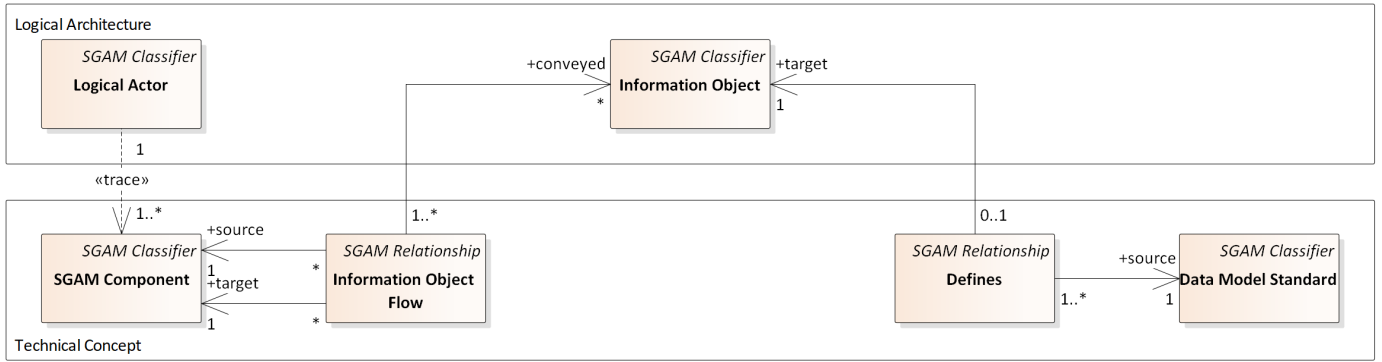 Logical Architecture
SGAM Classifier
Logical Actor
SGAM Classifier
Information Object
+conveyed
*
+target
1
1
«trace»
1..*
1..*
0..1
SGAM Classifier
SGAM Component
+source
1
*
+target
1
*
SGAM Relationship
Information Object
Flow
SGAM Relationship
Defines
+source
1..*
1
SGAM Classifier
Data Model Standard
Technical Concept